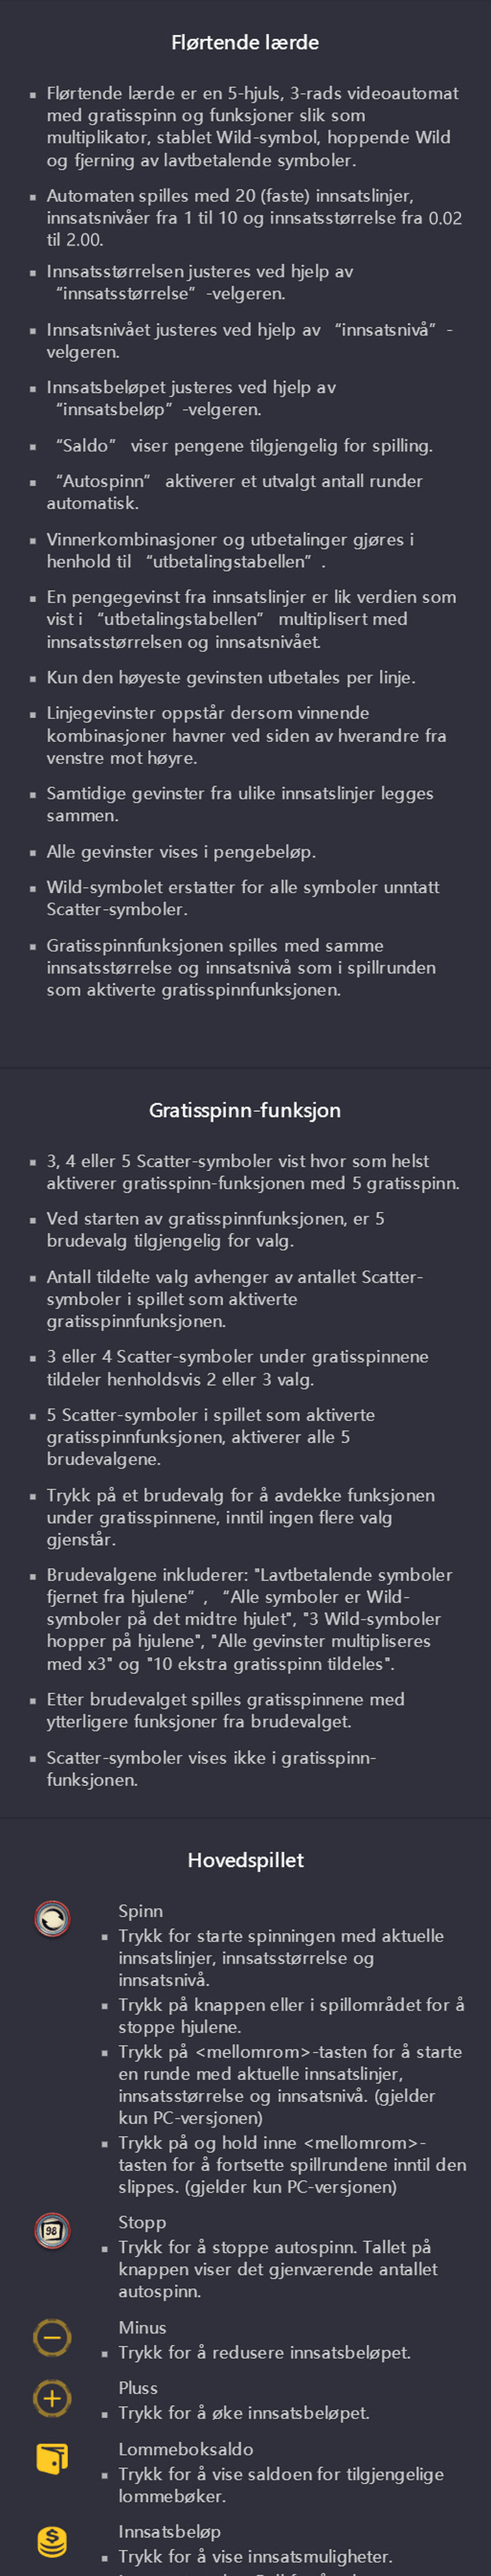 Flørtende lærde
▪ Flørtende lærde er en 5-hjuls, 3-rads videoautomat
med gratisspinn og funksjoner slik som
multiplikator, stablet Wild-symbol, hoppende Wild
og fjerning av lavtbetalende symboler.
▪ Automaten spilles med 20 (faste) innsatslinjer,
innsatsnivåer fra 1 til 10 og innsatsstørrelse fra 0.02
til 2.00.
▪ Innsatsstørrelsen justeres ved hjelp av
“innsatsstørrelse” -velgeren.
▪ Innsatsnivået justeres ved hjelp av “innsatsnivå” -
velgeren.
▪ Innsatsbeløpet justeres ved hjelp av
“innsatsbeløp” -velgeren.
▪ “Saldo” viser pengene tilgjengelig for spilling.
▪ “Autospinn” aktiverer et utvalgt antall runder
automatisk.
▪ Vinnerkombinasjoner og utbetalinger gjøres i
henhold til “utbetalingstabellen” .
▪ En pengegevinst fra innsatslinjer er lik verdien som
vist i “utbetalingstabellen” multiplisert med
innsatsstørrelsen og innsatsnivået.
▪ Kun den høyeste gevinsten utbetales per linje.
▪ Linjegevinster oppstår dersom vinnende
kombinasjoner havner ved siden av hverandre fra
venstre mot høyre.
▪ Samtidige gevinster fra ulike innsatslinjer legges
sammen.
▪ Alle gevinster vises i pengebeløp.
▪ Wild-symbolet erstatter for alle symboler unntatt
Scatter-symboler.
▪ Gratisspinnfunksjonen spilles med samme
innsatsstørrelse og innsatsnivå som i spillrunden
som aktiverte gratisspinnfunksjonen.
Gratisspinn-funksjon
▪ 3, 4 eller 5 Scatter-symboler vist hvor som helst
aktiverer gratisspinn-funksjonen med 5 gratisspinn.
▪ Ved starten av gratisspinnfunksjonen, er 5
brudevalg tilgjengelig for valg.
▪ Antall tildelte valg avhenger av antallet Scatter-
symboler i spillet som aktiverte
gratisspinnfunksjonen.
▪ 3 eller 4 Scatter-symboler under gratisspinnene
tildeler henholdsvis 2 eller 3 valg.
▪ 5 Scatter-symboler i spillet som aktiverte
gratisspinnfunksjonen, aktiverer alle 5
brudevalgene.
▪ Trykk på et brudevalg for å avdekke funksjonen
under gratisspinnene, inntil ingen flere valg
gjenstår.
▪ Brudevalgene inkluderer: "Lavtbetalende symboler
fjernet fra hjulene” , “Alle symboler er Wild-
symboler på det midtre hjulet", "3 Wild-symboler
hopper på hjulene", "Alle gevinster multipliseres
med x3" og "10 ekstra gratisspinn tildeles".
▪ Etter brudevalget spilles gratisspinnene med
ytterligere funksjoner fra brudevalget.
▪ Scatter-symboler vises ikke i gratisspinn-
funksjonen.
Hovedspillet
Spinn
▪ Trykk for starte spinningen med aktuelle
innsatslinjer, innsatsstørrelse og
innsatsnivå.
▪ Trykk på knappen eller i spillområdet for å
stoppe hjulene.
▪ Trykk på <mellomrom>-tasten for å starte
en runde med aktuelle innsatslinjer,
innsatsstørrelse og innsatsnivå. (gjelder
kun PC-versjonen)
▪ Trykk på og hold inne <mellomrom>-
tasten for å fortsette spillrundene inntil den
slippes. (gjelder kun PC-versjonen)
98 Stopp
▪ Trykk for å stoppe autospinn. Tallet på
knappen viser det gjenværende antallet
autospinn.
Minus
▪ Trykk for å redusere innsatsbeløpet.
Pluss
▪ Trykk for å øke innsatsbeløpet.
Lommeboksaldo
▪ Trykk for å vise saldoen for tilgjengelige
lommebøker.
Innsatsbeløp
▪ Trykk for å vise innsatsmuligheter.